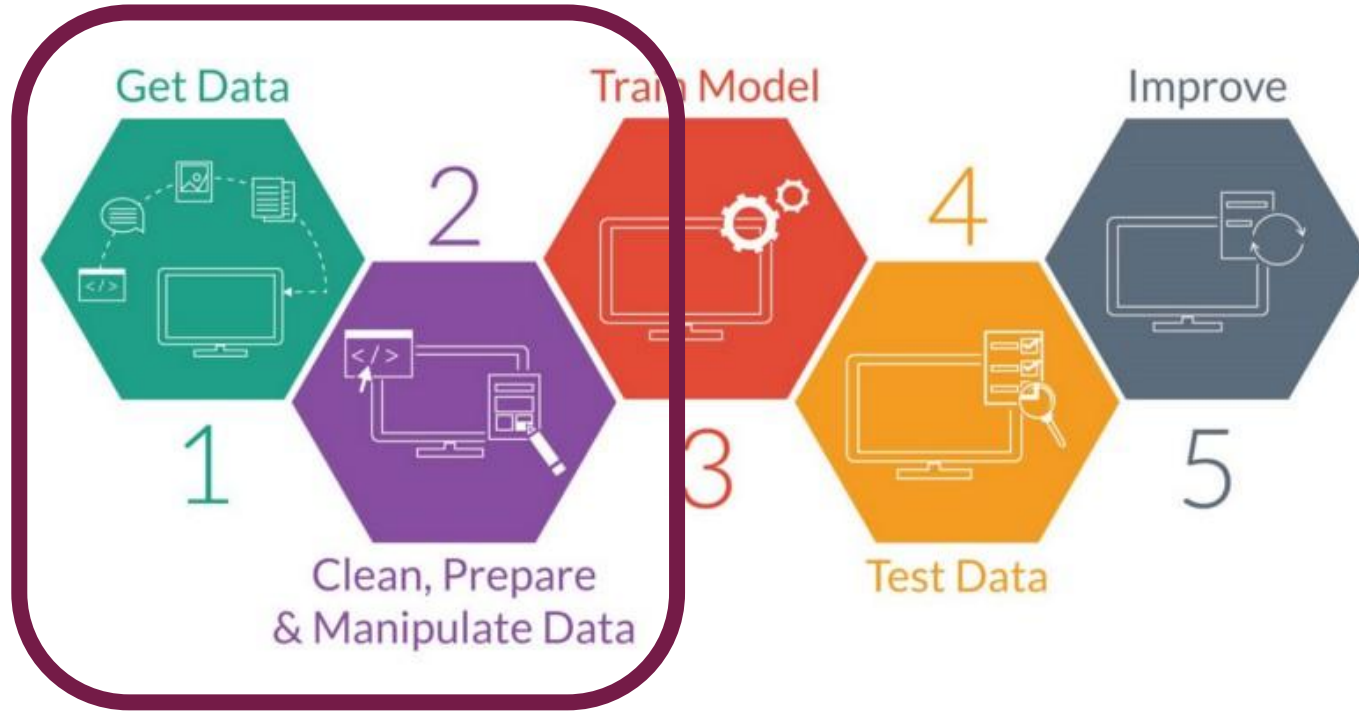 Get Data
1
2
Clean, Prepare
& Manipulate Data
Train Model
3
4
Test Data
Improve
5
</>
</>